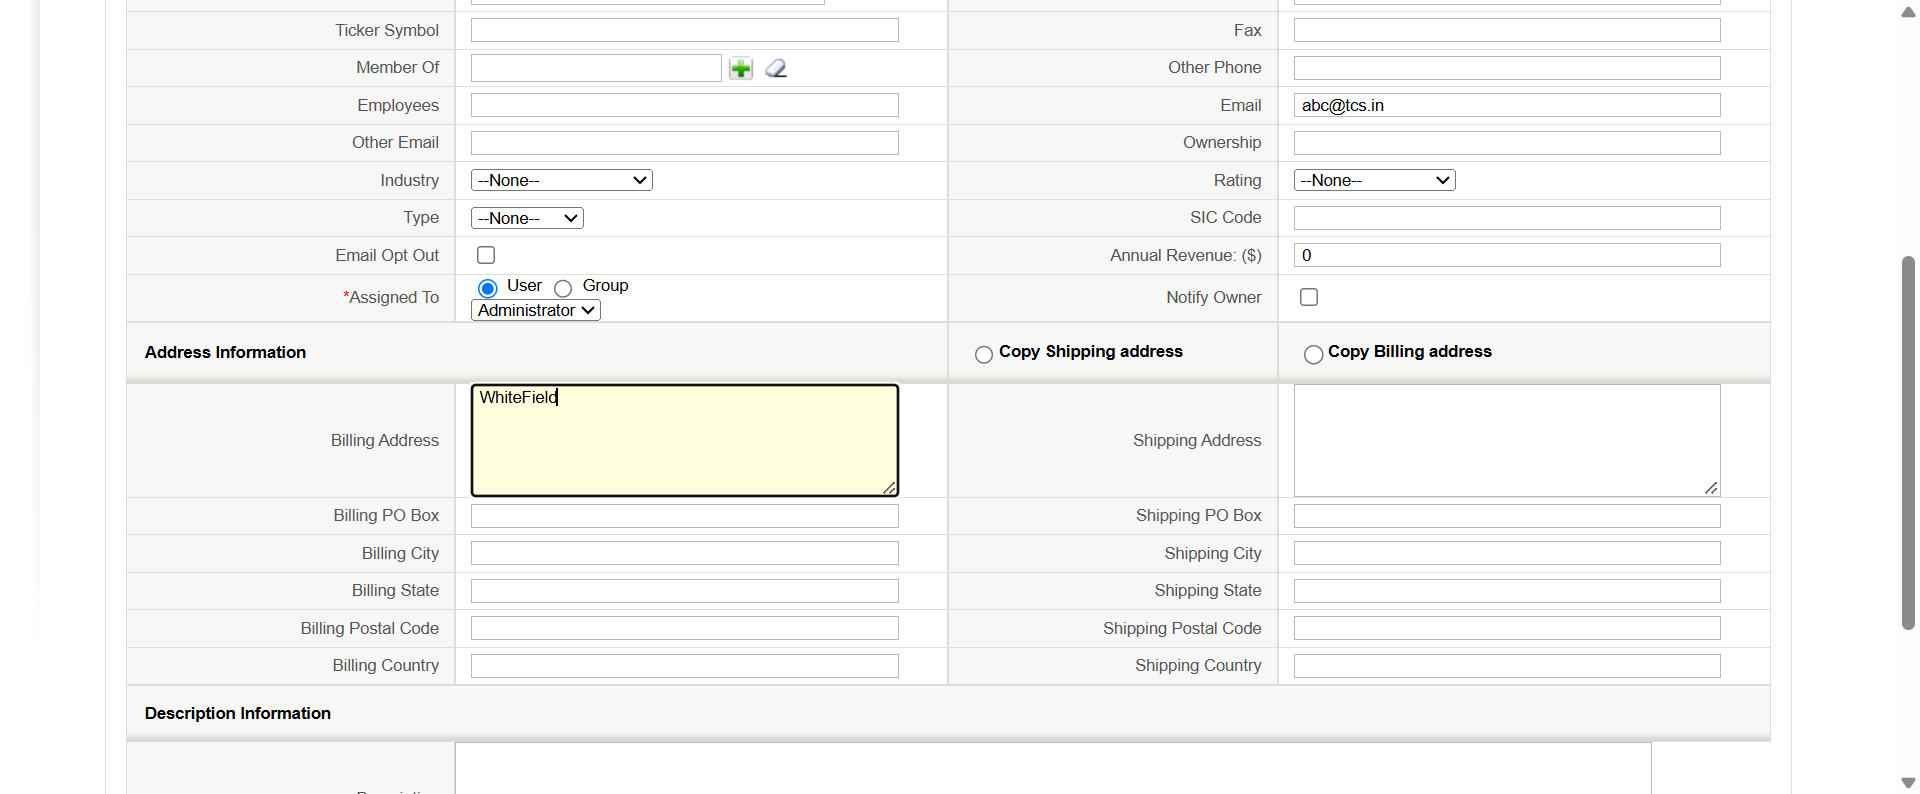 Ticker Symbol Fax
Member Of Other Phone
Employees Email abc@tcs.in
Other Email Ownership
Industry --None-- Rating --None--
Type --None-- SIC Code
Email Opt Out Annual Revenue: ($) 0
*Assigned To User Group Notify Owner
Administrator
Address Information Copy Shipping address Copy Billing address
WhiteField
Billing Address Shipping Address
Billing PO Box Shipping PO Box
Billing City Shipping City
Billing State Shipping State
Billing Postal Code Shipping Postal Code
Billing Country Shipping Country
Description Information